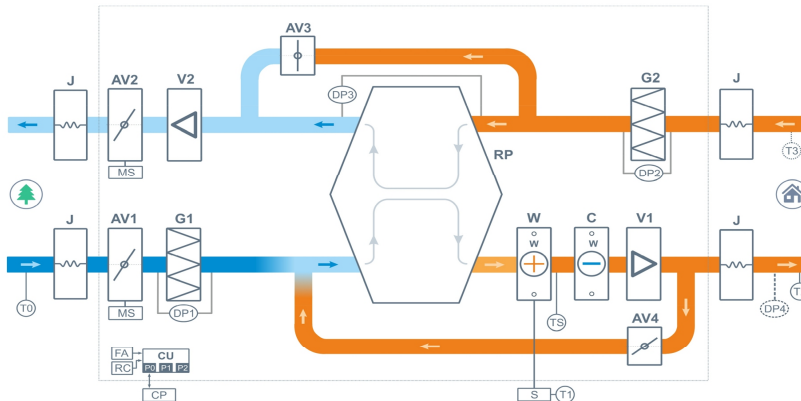 AV3
J
AV2
V2
G2
J
DP3
RP
MS
DP2
T3
J
AV1
G1
W
C
V1
J
w
w
T0
MS
DP1
TS
DP4
AV4
FA
CU
RC
P0 P1 P2
CP
S
T1